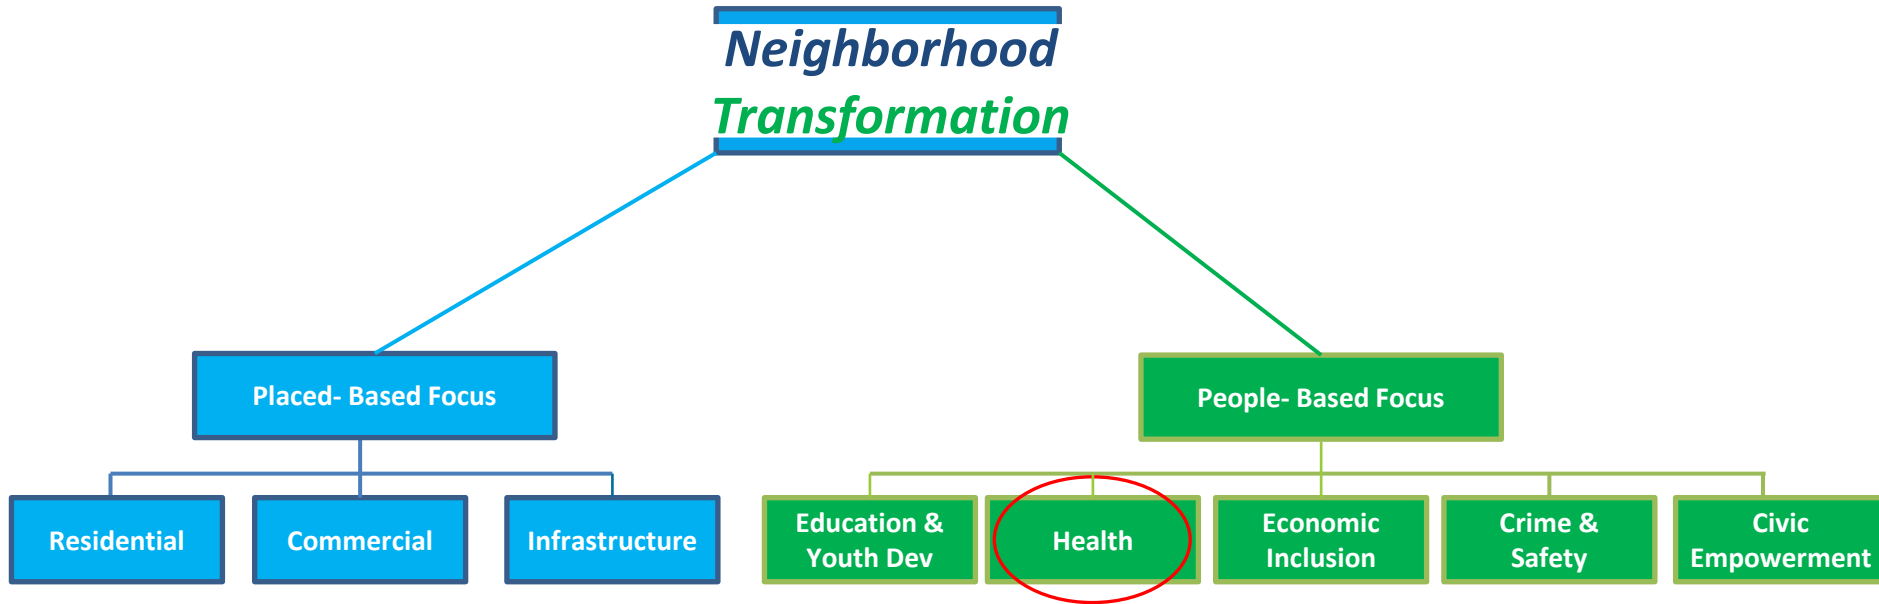 Neighborhood
Transformation
Placed- Based Focus
People- Based Focus
Residential
Commercial
Infrastructure
Education &
Youth Dev
Health
Economic
Inclusion
Crime &
Safety
Civic
Empowerment